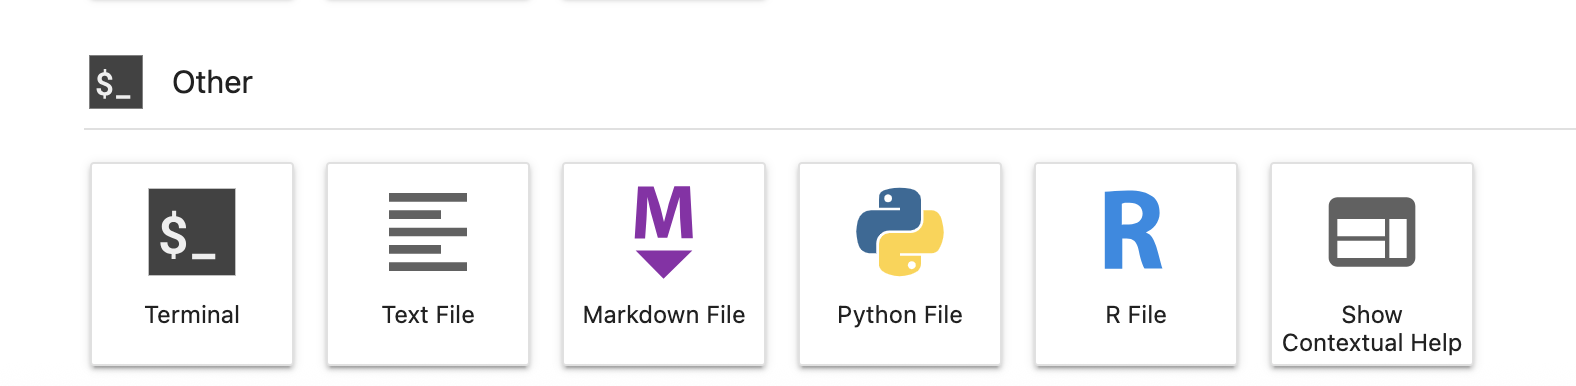 $_ Other
$_
M
R
Terminal
Text File
Markdown File
Python File
R File
Show
Contextual Help